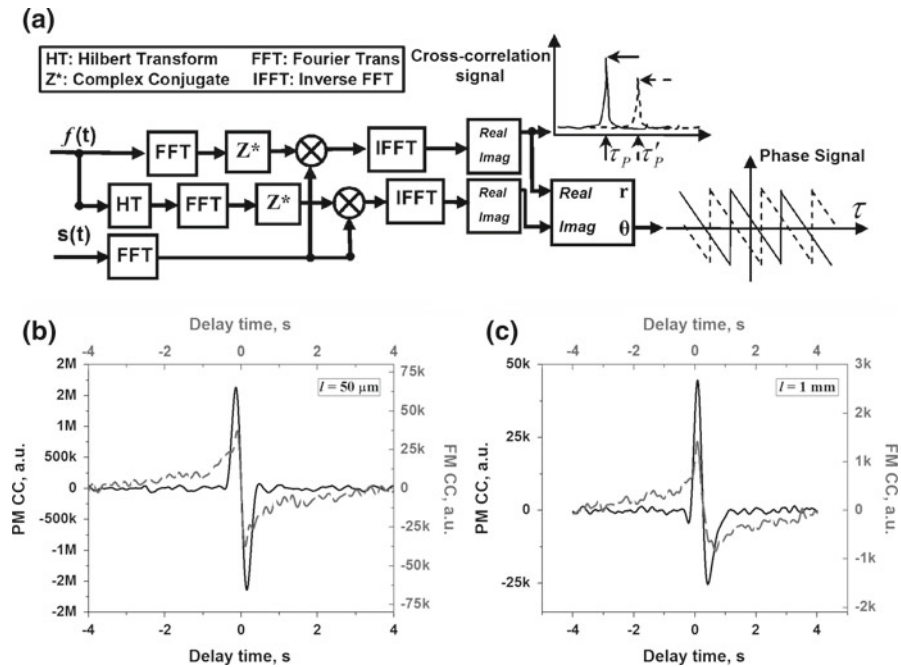 (a)
HT: Hilbert Transform FFT: Fourier Trans
Z*: Complex Conjugate IFFT: Inverse FFT
Cross-correlation
signal
τP τ′P
f(t)
FFT
Z*
IFFT
Real
Imag
HT
FFT
Z*
IFFT
Real
Imag
Real r
Imag θ
s(t)
FFT
Phase Signal
τ
(b)
Delay time, s
-4 -2 0 2 4
2M
2M
1M
500k
0
-500k
-1M
-2M
-2M
PM CC, a.u.
l = 50 µm
75k
50k
25k
0
-25k
-50k
-75k
FM CC, a.u.
-4 -2 0 2 4
Delay time, s
(c)
Delay time, s
-4 -2 0 2 4
50k
25k
0
-25k
PM CC, a.u.
l = 1 mm
3k
2k
1k
0
-1k
-2k
FM CC, a.u.
-4 -2 0 2 4
Delay time, s